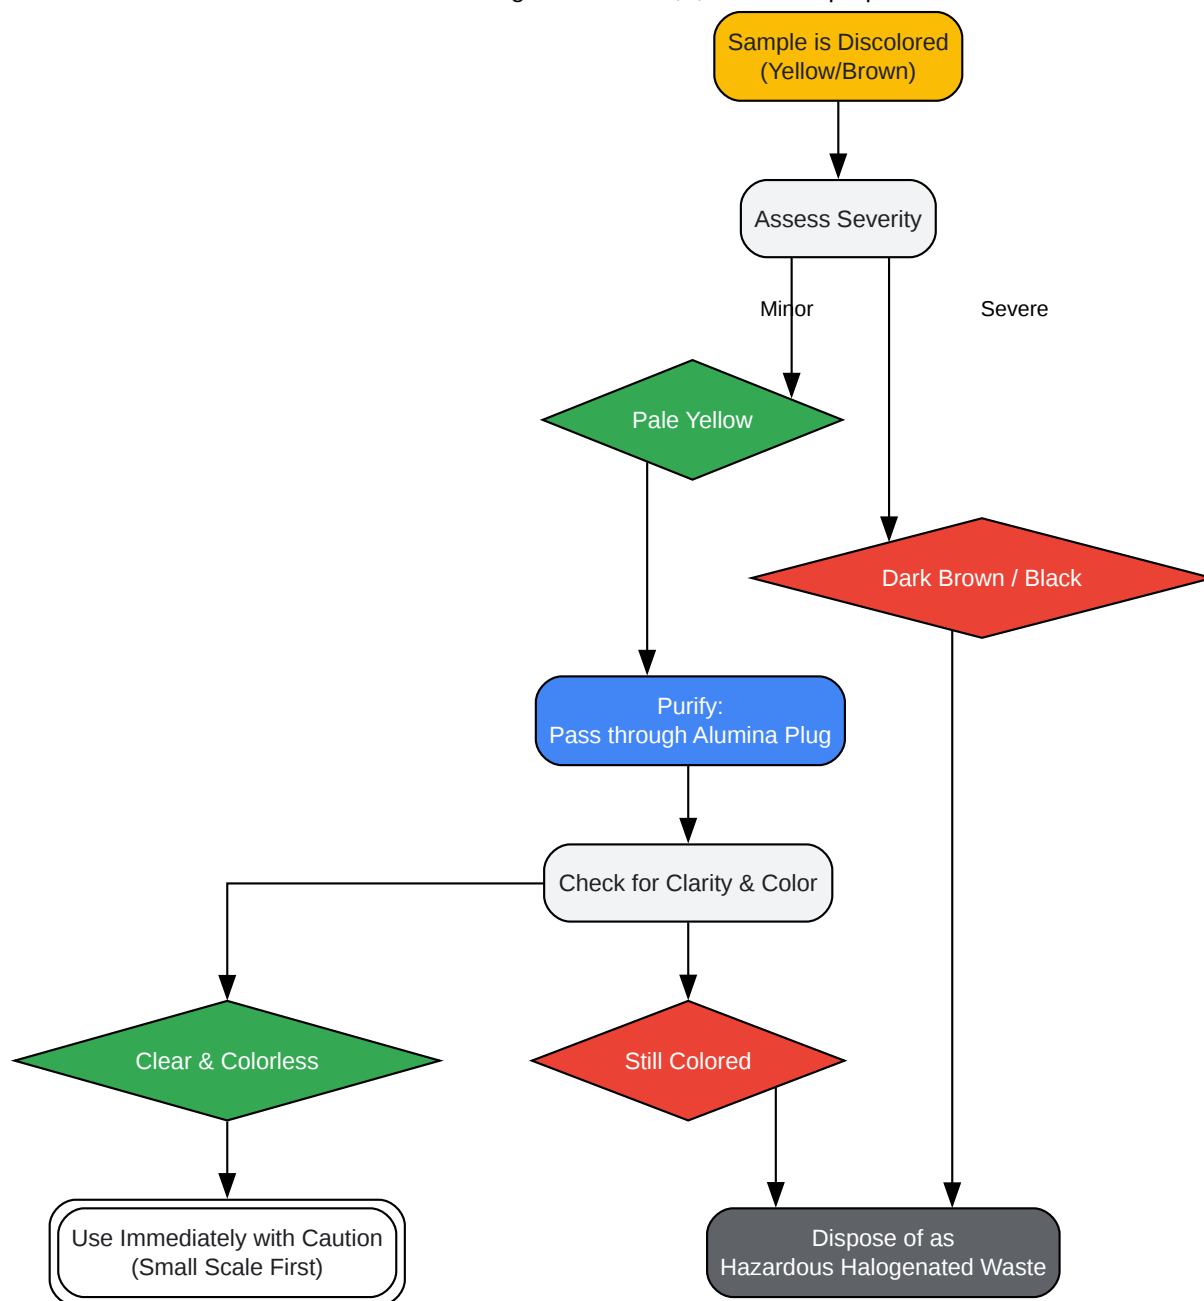 Sample is Discolored
(Yellow/Brown)
Assess Severity
Minor
Severe
Pale Yellow
Dark Brown / Black
Purify:
Pass through Alumina Plug
Check for Clarity & Color
Clear & Colorless
Still Colored
Use Immediately with Caution
(Small Scale First)
Dispose of as
Hazardous Halogenated Waste